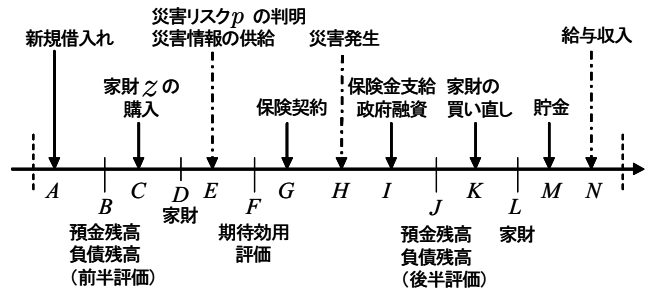 新規借入れ
災害リスクpの判明
災害情報の供給
災害発生
給与収入
家財zの
購入
保険契約
保険金支給
政府融資
家財の
買い直し
貯金
A
B
C
D
E
F
G
H
I
J
K
L
M
N
預金残高
負債残高
(前半評価)
家財
期待効用
評価
預金残高
負債残高
(後半評価)
家財